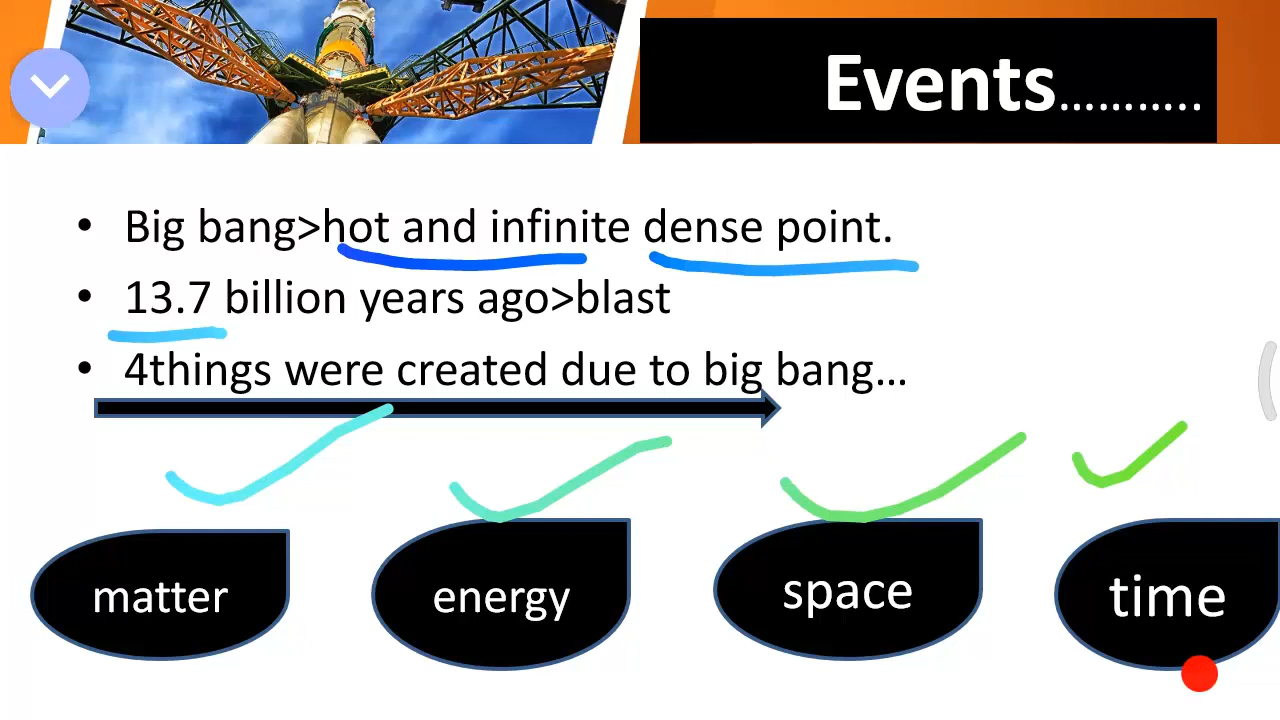 Events………..
• Big bang>hot and infinite dense point.
• 13.7 billion years ago>blast
• 4things were created due to big bang…
matter energy space time